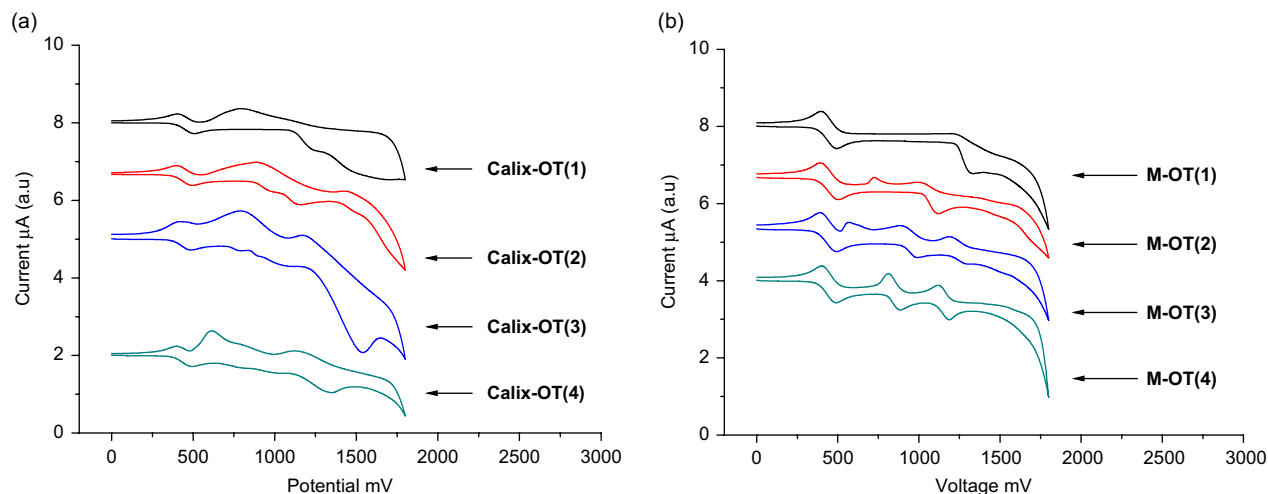 (a)
10
8
6
4
2
0
Current µA (a.u)
0 500 1000 1500 2000 2500 3000
Potential mV
Calix-OT(1)
Calix-OT(2)
Calix-OT(3)
Calix-OT(4)
(b)
10
8
6
4
2
0
Current µA (a.u)
0 500 1000 1500 2000 2500 3000
Voltage mV
M-OT(1)
M-OT(2)
M-OT(3)
M-OT(4)